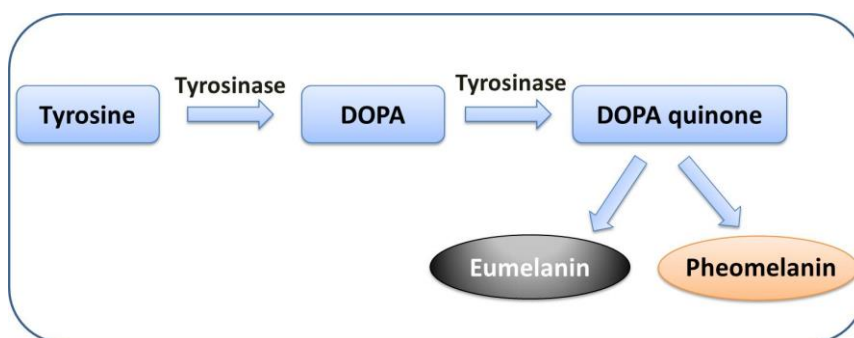 Tyrosinase
Tyrosinase
Tyrosine
DOPA
DOPA quinone
Eumelanin
Pheomelanin